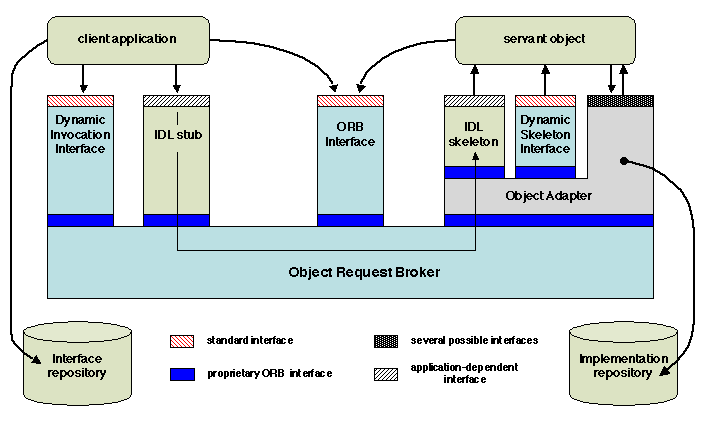 client application
servant object
Dynamic
Invocation
Interface
IDL stub
ORB
Interface
IDL
skeleton
Dynamic
Skeleton
Interface
Object Adapter
Object Request Broker
Interface
repository
standard interface
several possible interfaces
proprietary ORB interface
application-dependent
interface
Implementation
repository